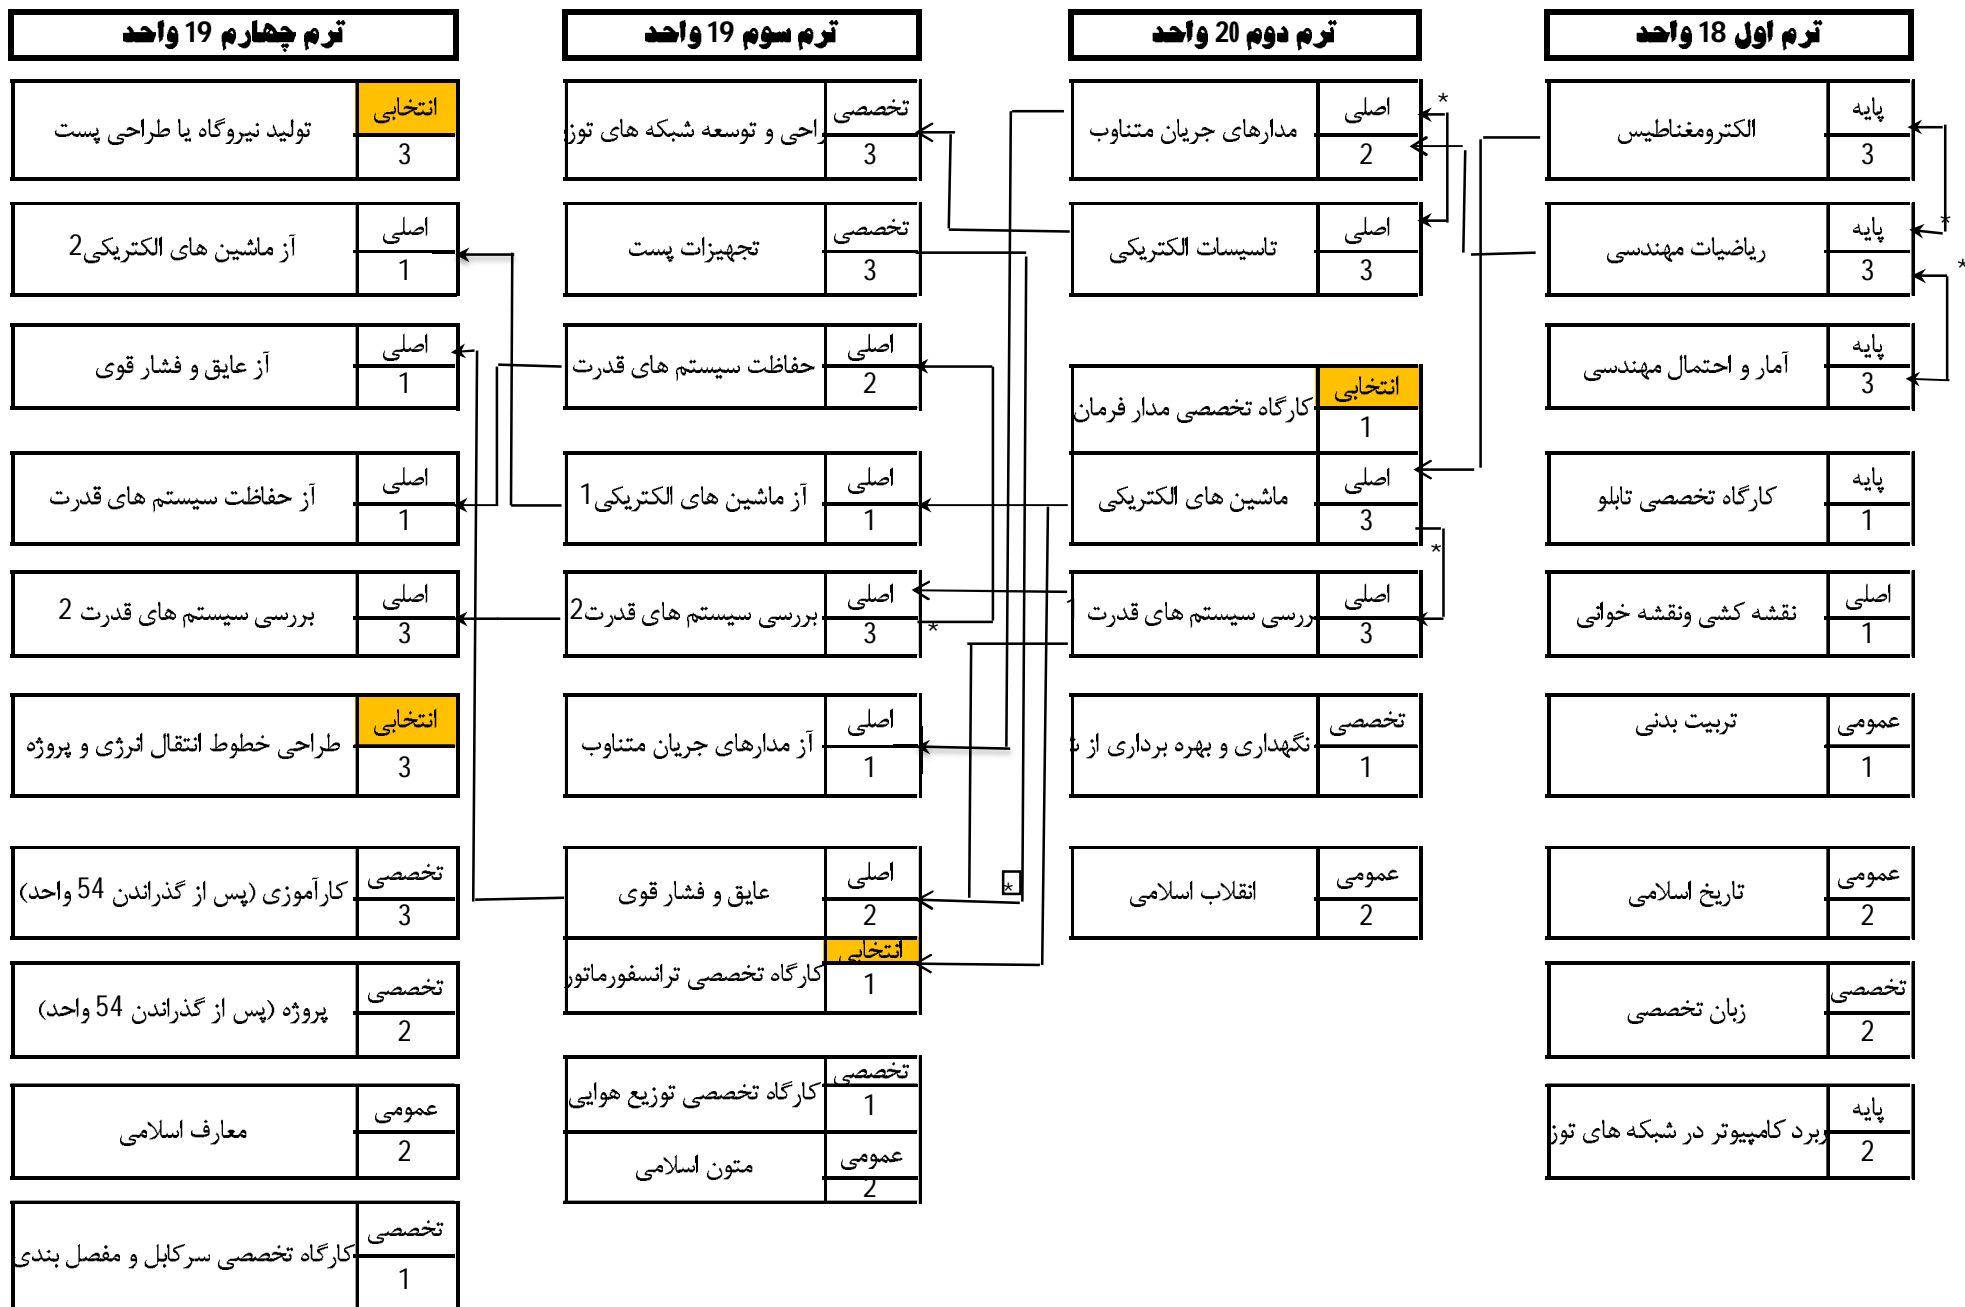 ترم اول 18 واحد
پایه
الکترومغناطیس
3
*
پایه
ریاضیات مهندسی
3
*
*
پایه
آمار و احتمال مهندسی
3
پایه
کارگاه تخصصی تابلو
1
اصلی
نقشه کشی ونقشه خوانی
1
عمومی
تربیت بدنی
1
عمومی
تاریخ اسلامی
2
تخصصی
زبان تخصصی
2
پایه
ربرد کامپیوتر در شبکه های توز
2
ترم دوم 20 واحد
اصلی
مدارهای جریان متناوب
2
*
اصلی
تاسیسات الکتریکی
3
انتخابی
کارگاه تخصصی مدار فرمان
1
اصلی
ماشین های الکتریکی
3
*
اصلی
ررسی سیستم های قدرت
3
تخصصی
نگهداری و بهره برداری از ش
1
عمومی
انقلاب اسلامی
2
ترم سوم 19 واحد
تخصصی
راحی و توسعه شبکه های توز
3
تخصصی
تجهیزات پست
3
اصلی
حفاظت سیستم های قدرت
2
اصلی
آز ماشین های الکتریکی1
1
اصلی
بررسی سیستم های قدرت2
3
*
اصلی
آز مدارهای جریان متناوب
1
اصلی
عایق و فشار قوی
2
*
انتخابی
کارگاه تخصصی ترانسفورماتور
1
تخصصی
کارگاه تخصصی توزیع هوایی
1
عمومی
متون اسلامی
2
ترم چهارم 19 واحد
انتخابی
تولید نیروگاه یا طراحی پست
3
اصلی
آز ماشین های الکتریکی2
1
اصلی
آز عایق و فشار قوی
1
اصلی
آز حفاظت سیستم های قدرت
1
اصلی
بررسی سیستم های قدرت 2
3
انتخابی
طراحی خطوط انتقال انرژی و پروژه
3
تخصصی
کارآموزی (پس از گذراندن 54 واحد)
3
تخصصی
پروژه (پس از گذراندن 54 واحد)
2
عمومی
معارف اسلامی
2
تخصصی
کارگاه تخصصی سرکابل و مفصل بندی
1